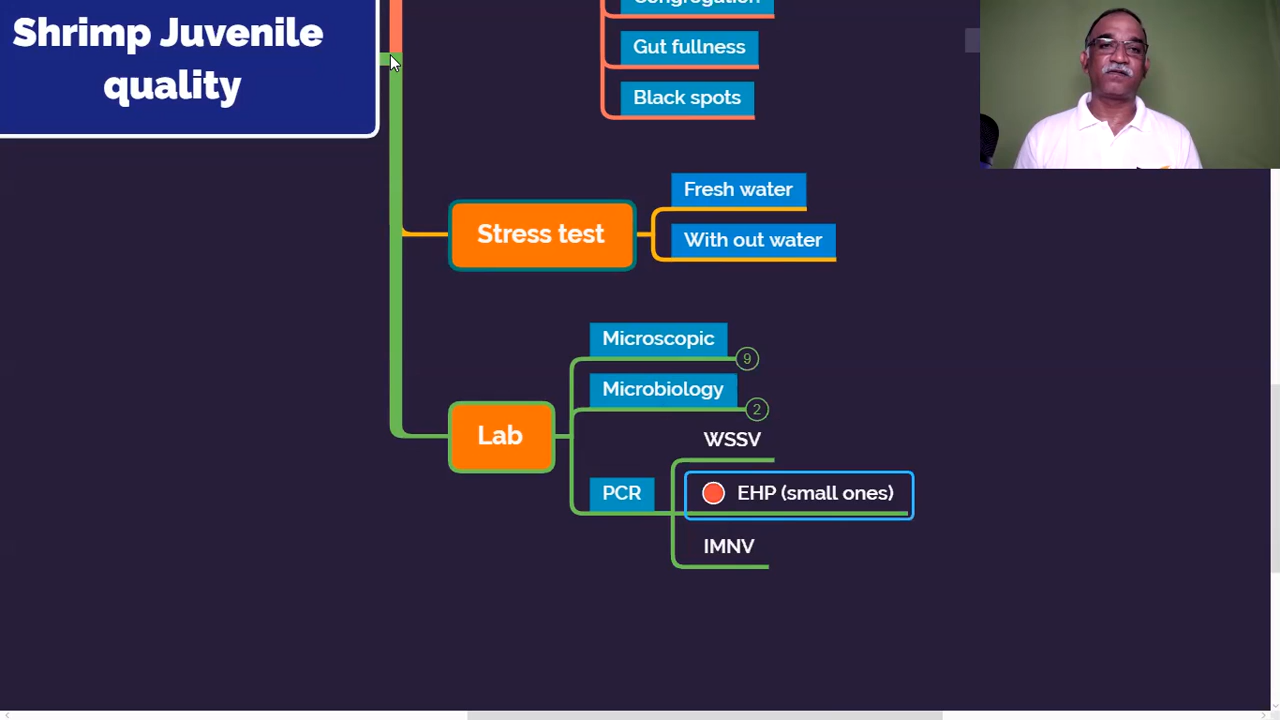 Shrimp Juvenile
quality
Congregation
Gut fullness
Black spots
Stress test
Fresh water
With out water
Lab
Microscopic
9
Microbiology
2
PCR
WSSV
EHP (small ones)
IMNV